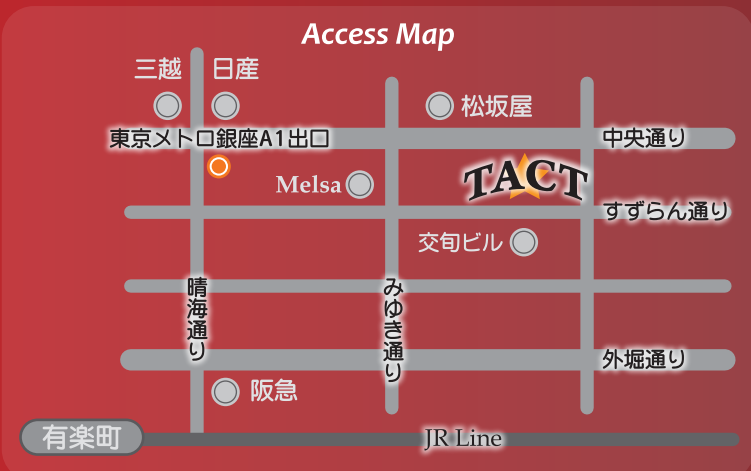 Access Map
三越
日産
松坂屋
東京メトロ銀座A1出口
中央通り
Melsa
TACT
すずらん通り
交旬ビル
晴海通り
みゆき通り
外堀通り
阪急
有楽町
JR Line